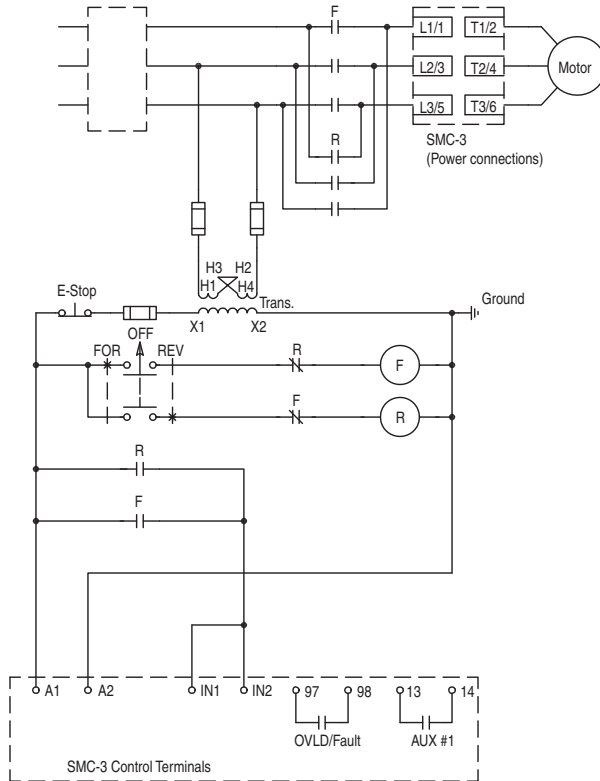 F
L1/1 T1/2
L2/3 T2/4
Motor
L3/5 T3/6
R
SMC-3
(Power connections)
H3 H2
H1 H4
E-Stop
Trans.
Ground
X1 X2
OFF
FOR REV
R
F
F
R
R
F
A1 A2 IN1 IN2 97 98 13 14
OVLD/Fault AUX #1
SMC-3 Control Terminals